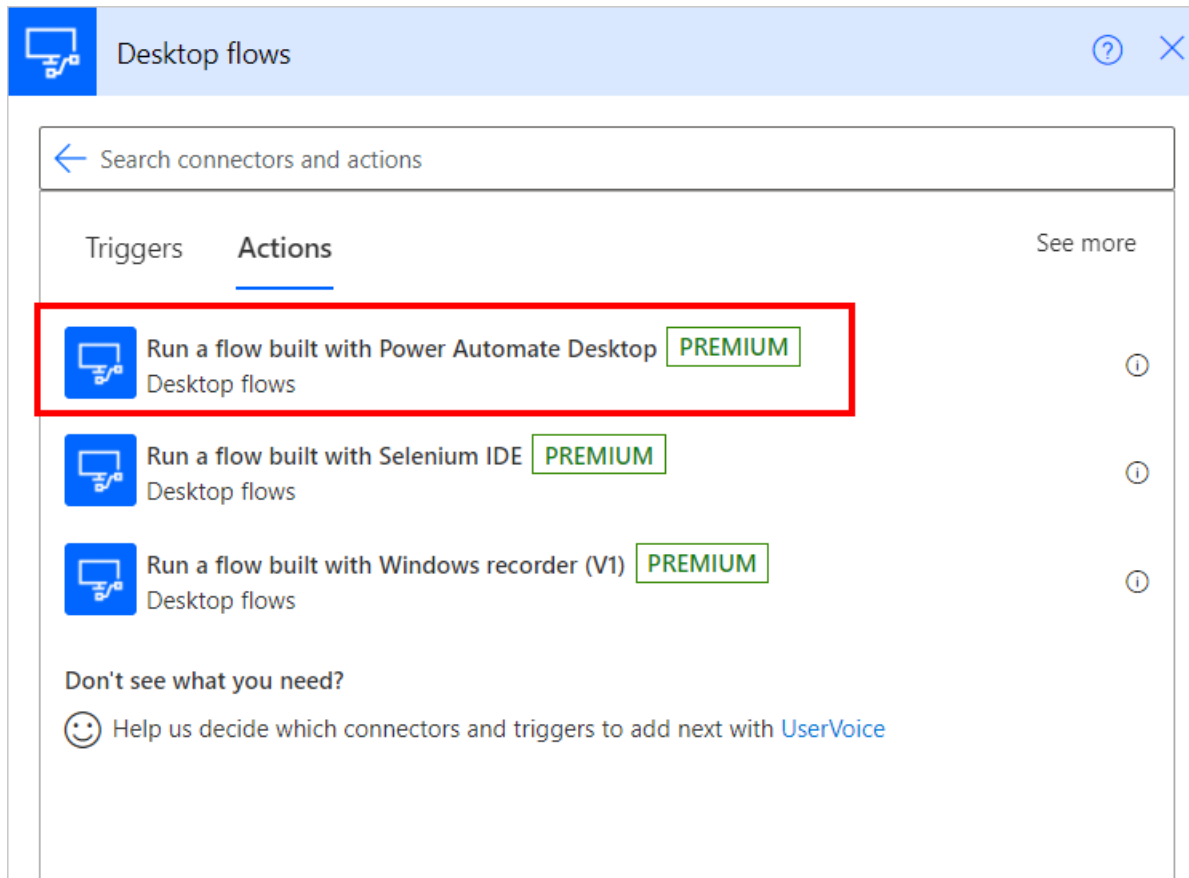 Desktop flows
Search connectors and actions
Triggers Actions See more
Run a flow built with Power Automate Desktop PREMIUM
Desktop flows
Run a flow built with Selenium IDE PREMIUM
Desktop flows
Run a flow built with Windows recorder (V1) PREMIUM
Desktop flows
Don't see what you need?
Help us decide which connectors and triggers to add next with UserVoice